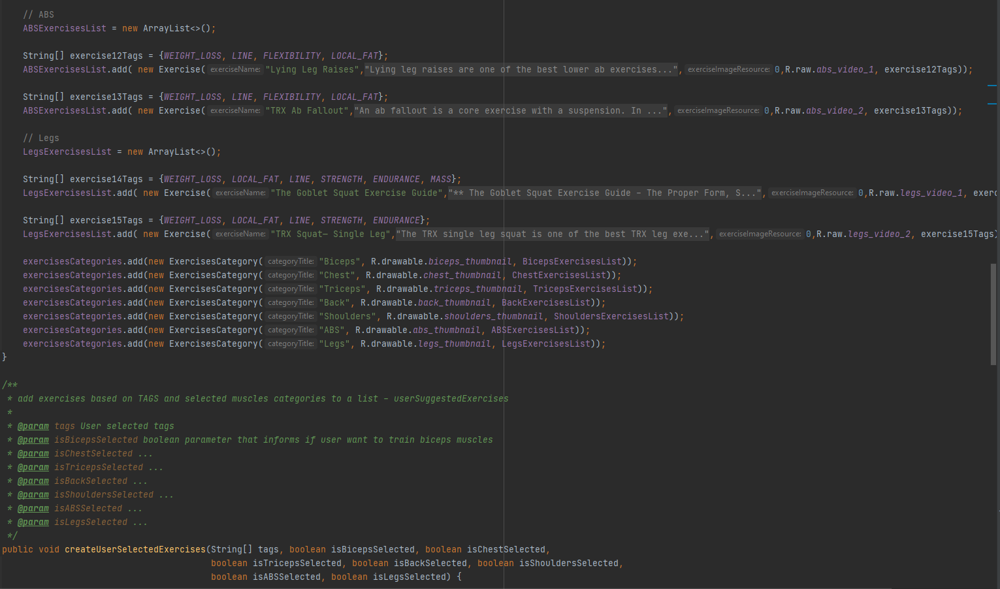 // ABS
ABSExercisesList = new ArrayList<>();
String[] exercise12Tags = {WEIGHT_LOSS, LINE, FLEXIBILITY, LOCAL_FAT};
ABSExercisesList.add( new Exercise( exerciseName: "Lying Leg Raises","Lying leg raises are one of the best lower ab exercises...", exerciseImageResource: 0,R.raw.abs_video_1, exercise12Tags));
String[] exercise13Tags = {WEIGHT_LOSS, LINE, FLEXIBILITY, LOCAL_FAT};
ABSExercisesList.add( new Exercise( exerciseName: "TRX Ab Fallout","An ab fallout is a core exercise with a suspension. In ...", exerciseImageResource: 0,R.raw.abs_video_2, exercise13Tags));
// Legs
LegsExercisesList = new ArrayList<>();
String[] exercise14Tags = {WEIGHT_LOSS, LOCAL_FAT, LINE, STRENGTH, ENDURANCE, MASS};
LegsExercisesList.add( new Exercise( exerciseName: "The Goblet Squat Exercise Guide","** The Goblet Squat Exercise Guide – The Proper Form, S...", exerciseImageResource: 0,R.raw.legs_video_1, exerc
String[] exercise15Tags = {WEIGHT_LOSS, LOCAL_FAT, LINE, STRENGTH, ENDURANCE};
LegsExercisesList.add( new Exercise( exerciseName: "TRX Squat– Single Leg","The TRX single leg squat is one of the best TRX leg exe...", exerciseImageResource: 0,R.raw.legs_video_2, exercise15Tags)
exercisesCategories.add(new ExercisesCategory( categoryTitle: "Biceps", R.drawable.biceps_thumbnail, BicepsExercisesList));
exercisesCategories.add(new ExercisesCategory( categoryTitle: "Chest", R.drawable.chest_thumbnail, ChestExercisesList));
exercisesCategories.add(new ExercisesCategory( categoryTitle: "Triceps", R.drawable.triceps_thumbnail, TricepsExercisesList));
exercisesCategories.add(new ExercisesCategory( categoryTitle: "Back", R.drawable.back_thumbnail, BackExercisesList));
exercisesCategories.add(new ExercisesCategory( categoryTitle: "Shoulders", R.drawable.shoulders_thumbnail, ShouldersExercisesList));
exercisesCategories.add(new ExercisesCategory( categoryTitle: "ABS", R.drawable.abs_thumbnail, ABSExercisesList));
exercisesCategories.add(new ExercisesCategory( categoryTitle: "Legs", R.drawable.legs_thumbnail, LegsExercisesList));
}
/**
* add exercises based on TAGS and selected muscles categories to a list - userSuggestedExercises
*
* @param tags User selected tags
* @param isBicepsSelected boolean parameter that informs if user want to train biceps muscles
* @param isChestSelected ...
* @param isTricepsSelected ...
* @param isBackSelected ...
* @param isShouldersSelected ...
* @param isABSSelected ...
* @param isLegsSelected ...
*/
public void createUserSelectedExercises(String[] tags, boolean isBicepsSelected, boolean isChestSelected,
boolean isTricepsSelected, boolean isBackSelected, boolean isShouldersSelected,
boolean isABSSelected, boolean isLegsSelected) {